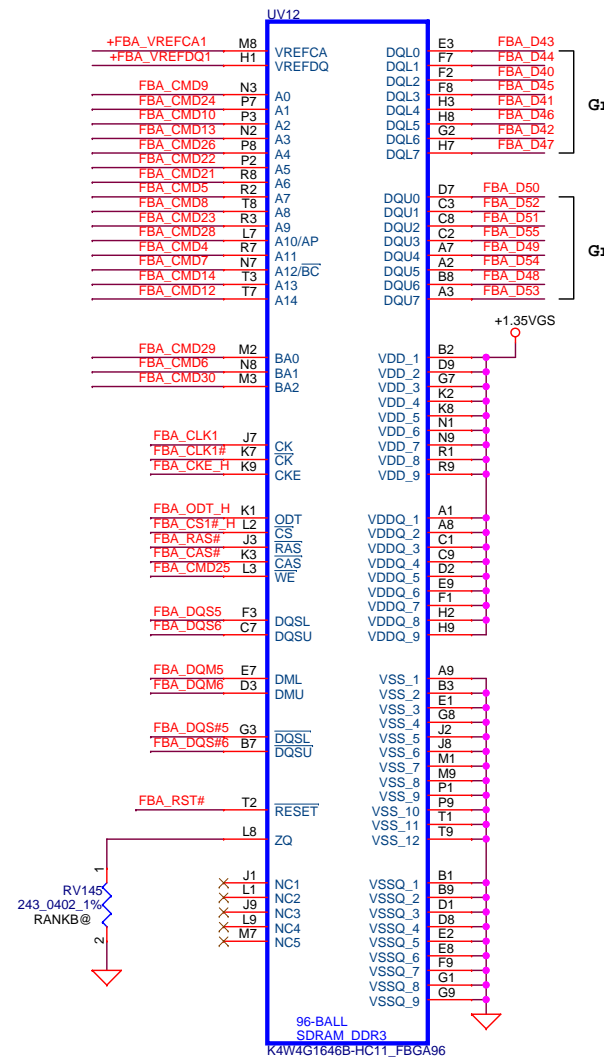 UV12
+FBA_VREFCA1 M8 VREFCA DQL0 E3 FBA_D43
+FBA_VREFDQ1 H1 VREFDQ DQL1 F7 FBA_D44
DQL2 F2 FBA_D40
FBA_CMD9 N3 A0 DQL3 F8 FBA_D45
FBA_CMD24 P7 A1 DQL4 H3 FBA_D41
FBA_CMD10 P3 A2 DQL5 H8 FBA_D46
FBA_CMD13 N2 A3 DQL6 G2 FBA_D42
FBA_CMD26 P8 A4 DQL7 H7 FBA_D47
FBA_CMD22 P2 A5
FBA_CMD21 R8 A6
FBA_CMD5 R2 A7 DQU0 D7 FBA_D50
FBA_CMD8 T8 A8 DQU1 C3 FBA_D52
FBA_CMD23 R3 A9 DQU2 C8 FBA_D51
FBA_CMD28 L7 A10/AP DQU3 C2 FBA_D55
FBA_CMD4 R7 A11 DQU4 A7 FBA_D49
FBA_CMD7 N7 A12/BC DQU5 A2 FBA_D54
FBA_CMD14 T3 A13 DQU6 B8 FBA_D48
FBA_CMD12 T7 A14 DQU7 A3 FBA_D53
+1.35VGS
FBA_CMD29 M2 BA0 VDD_1 B2
FBA_CMD6 N8 BA1 VDD_2 D9
FBA_CMD30 M3 BA2 VDD_3 G7
VDD_4 K2
VDD_5 K8
VDD_6 N1
FBA_CLK1 J7 CK VDD_7 N9
FBA_CLK1# K7 CK VDD_8 R1
FBA_CKE_H K9 CKE VDD_9 R9
FBA_ODT_H K1 ODT VDDQ_1 A1
FBA_CS1#_H L2 CS VDDQ_2 A8
FBA_RAS# J3 RAS VDDQ_3 C1
FBA_CAS# K3 CAS VDDQ_4 C9
FBA_CMD25 L3 WE VDDQ_5 D2
VDDQ_6 E9
VDDQ_7 F1
FBA_DQS5 F3 DQSL VDDQ_8 H2
FBA_DQS6 C7 DQSU VDDQ_9 H9
FBA_DQM5 E7 DML VSS_1 A9
FBA_DQM6 D3 DMU VSS_2 B3
VSS_3 E1
VSS_4 G8
FBA_DQS#5 G3 DQSL VSS_5 J2
FBA_DQS#6 B7 DQSU VSS_6 J8
VSS_7 M1
VSS_8 M9
VSS_9 P1
FBA_RST# T2 RESET VSS_10 P9
VSS_11 T1
L8 ZQ VSS_12 T9
1 J1 NC1 VSSQ_1 B1
RV145 L1 NC2 VSSQ_2 B9
243_0402_1% J9 NC3 VSSQ_3 D1
RANKB@ L9 NC4 VSSQ_4 D8
2 M7 NC5 VSSQ_5 E2
VSSQ_6 E8
VSSQ_7 F9
VSSQ_8 G1
VSSQ_9 G9
96-BALL
SDRAM DDR3
K4W4G1646B-HC11_FBGA96